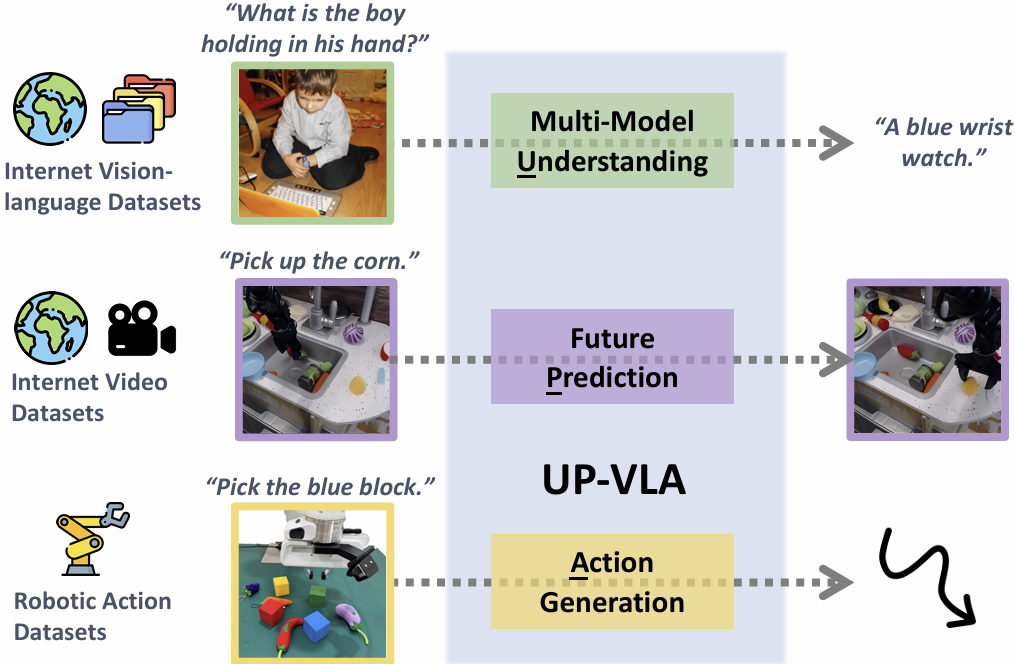 “What is the boy
holding in his hand?”
Internet Vision-
language Datasets
Multi-Model
Understanding
“A blue wrist
watch.”
“Pick up the corn.”
Internet Video
Datasets
Future
Prediction
UP-VLA
“Pick the blue block.”
Robotic Action
Datasets
Action
Generation